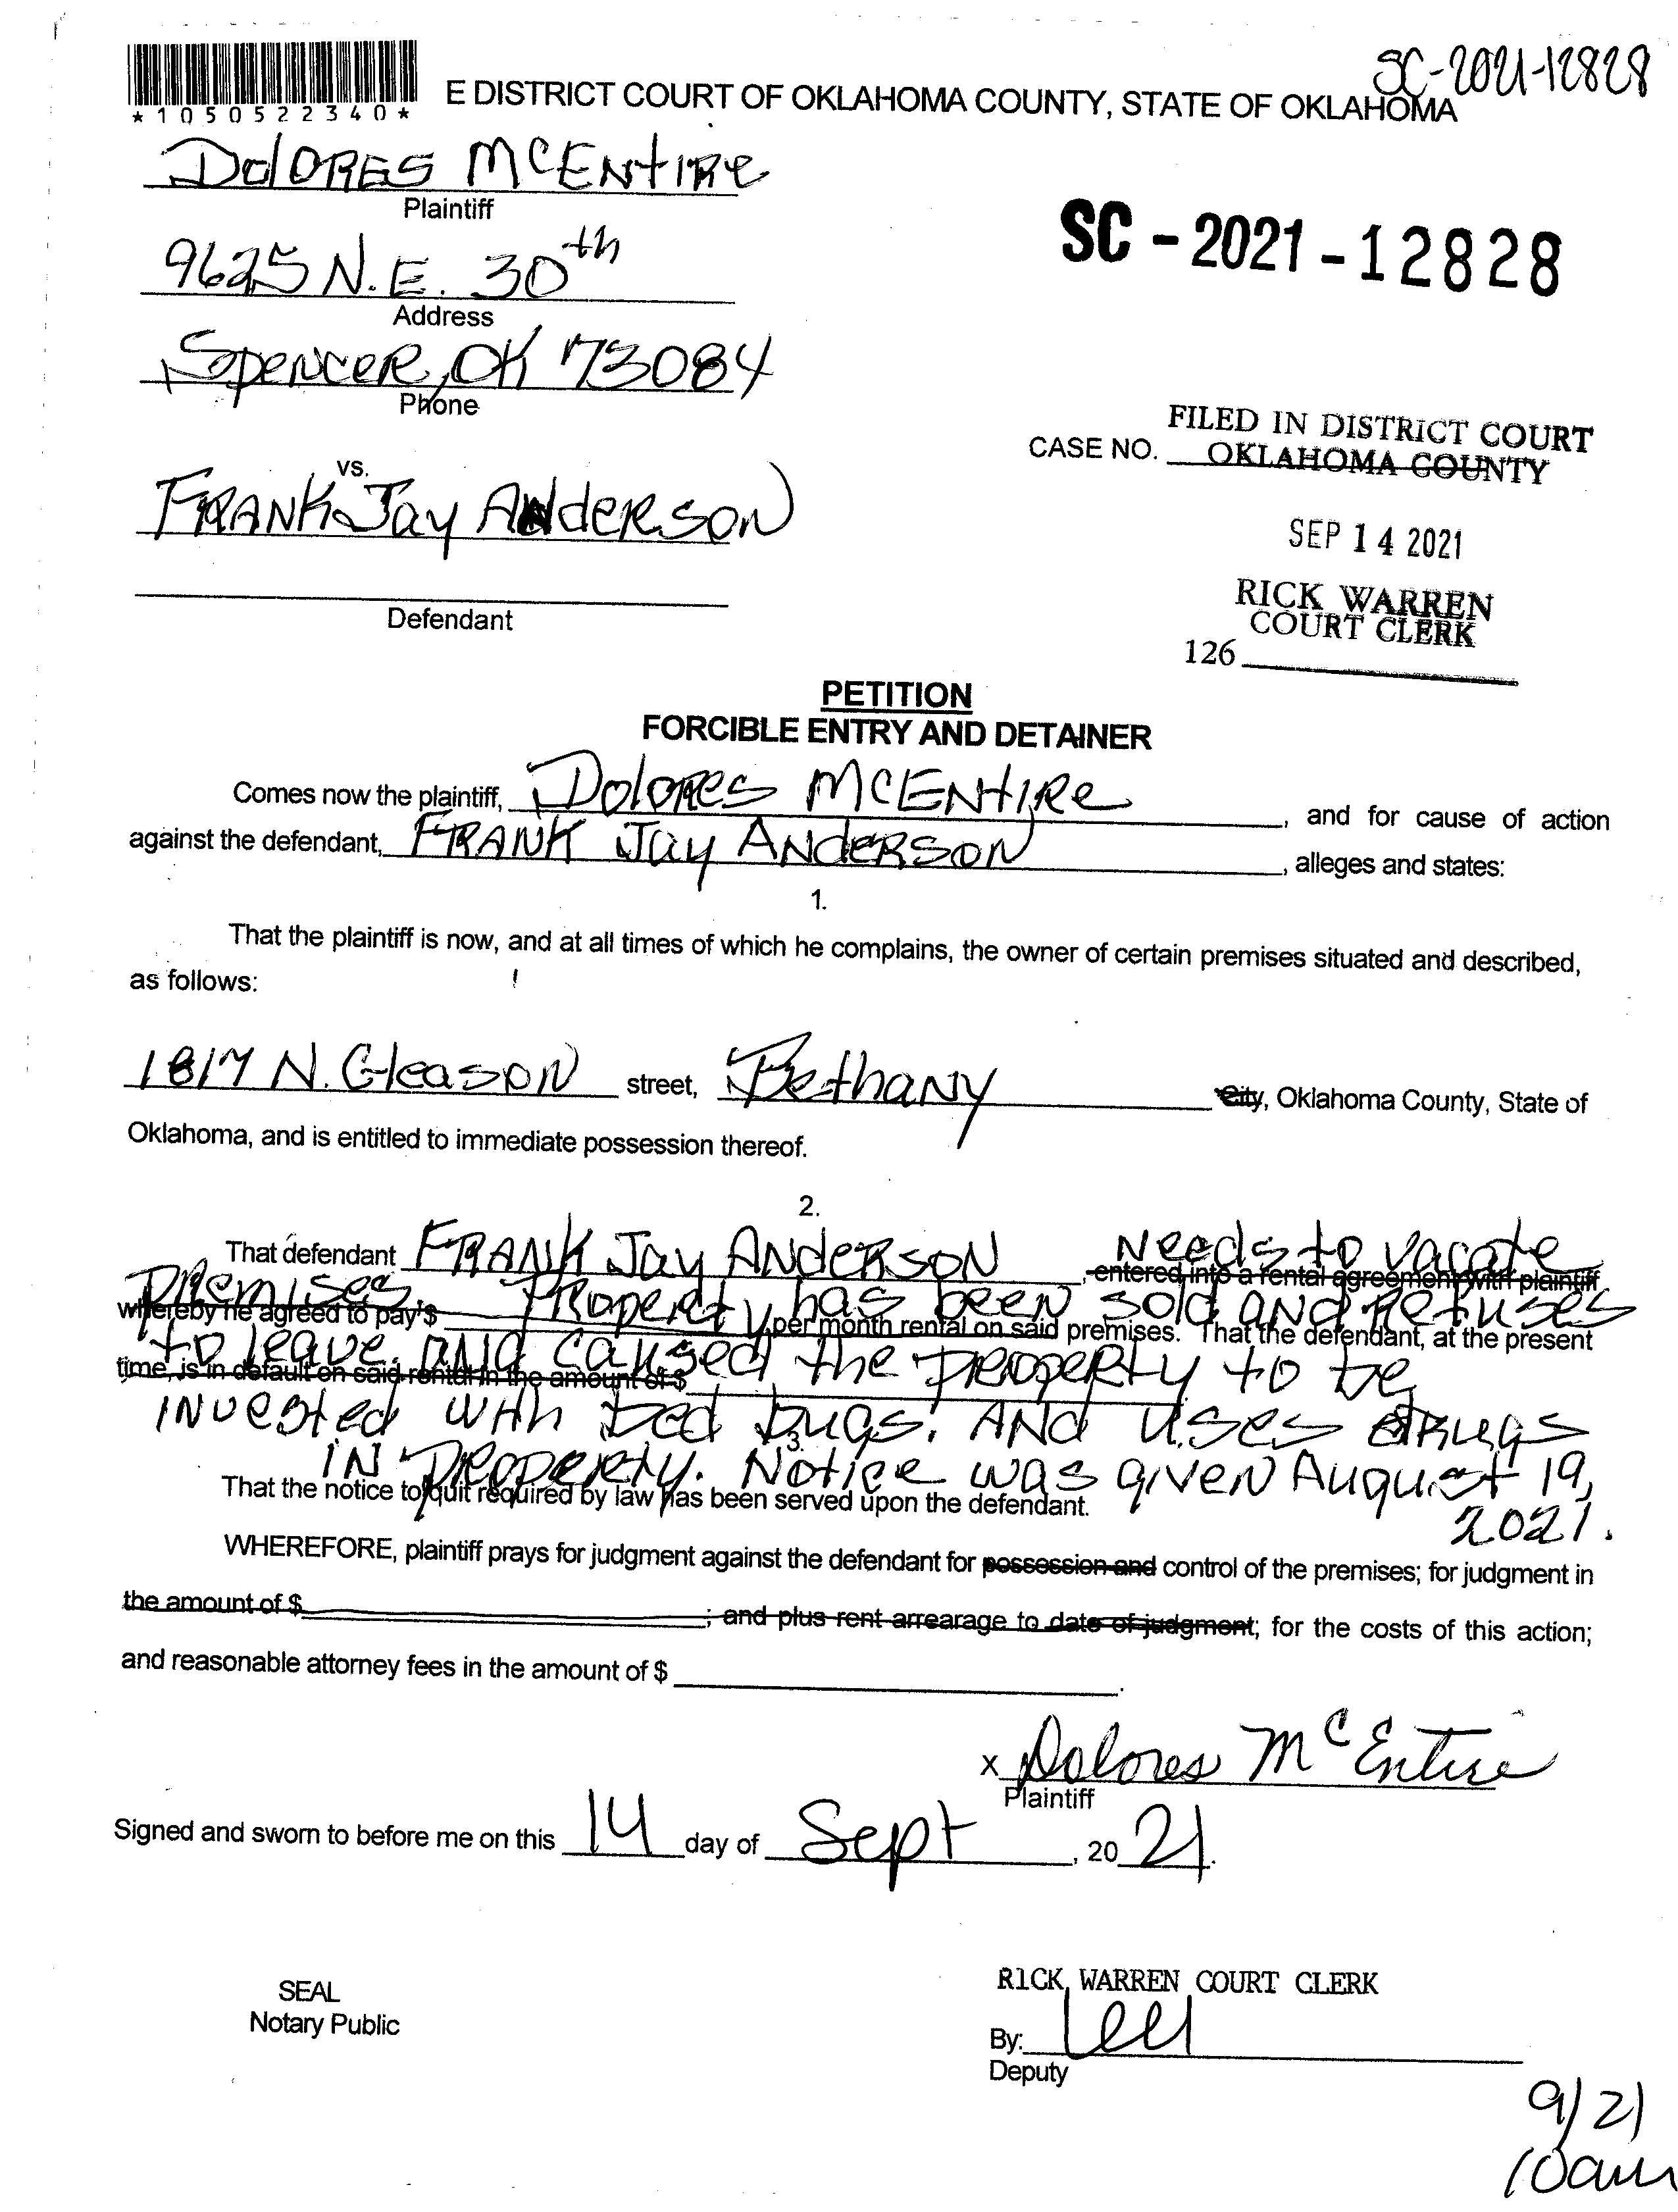 SC-2021-12828
*1050522340*
E DISTRICT COURT OF OKLAHOMA COUNTY, STATE OF OKLAHOMA
DolORES McENtIRe
Plaintiff
9625 N.E. 30th
Address
SC-2021-12828
Spencer, OK 73084
Phone
FILED IN DISTRICT COURT
CASE NO. OKLAHOMA COUNTY
vs.
FRANK Jay ANdeRSON
SEP 14 2021
Defendant
RICK WARREN
COURT CLERK
126
PETITION
FORCIBLE ENTRY AND DETAINER
Comes now the plaintiff, Dolores McENtIRe, and for cause of action
against the defendant, FRANK Jay ANdeRSON, alleges and states:
1.
That the plaintiff is now, and at all times of which he complains, the owner of certain premises situated and described,
as follows:
1817 N. Gleason street, Bethany City, Oklahoma County, State of
Oklahoma, and is entitled to immediate possession thereof.
2.
That defendant FRANK Jay ANdeRSON Needs to vacate
, entered into a rental agreement with plaintiff
Premises Property has been sold and Refuses
whereby he agreed to pay $ per month rental on said premises. That the defendant, at the present
to leave. And caused the property to be
time, is in default on said rental in the amount of $
INvested with bed bugs. ANd uses drugs
3.
IN Property. Notice was given August 19,
That the notice to quit required by law has been served upon the defendant.
2021.
WHEREFORE, plaintiff prays for judgment against the defendant for possession and control of the premises; for judgment in
the amount of $ ; and plus rent arrearage to date of judgment; for the costs of this action;
and reasonable attorney fees in the amount of $ .
x Dolores McEntire
Plaintiff
Signed and sworn to before me on this 14 day of Sept, 20 21.
SEAL
Notary Public
RICK WARREN COURT CLERK
By:
Deputy
9/21
10am